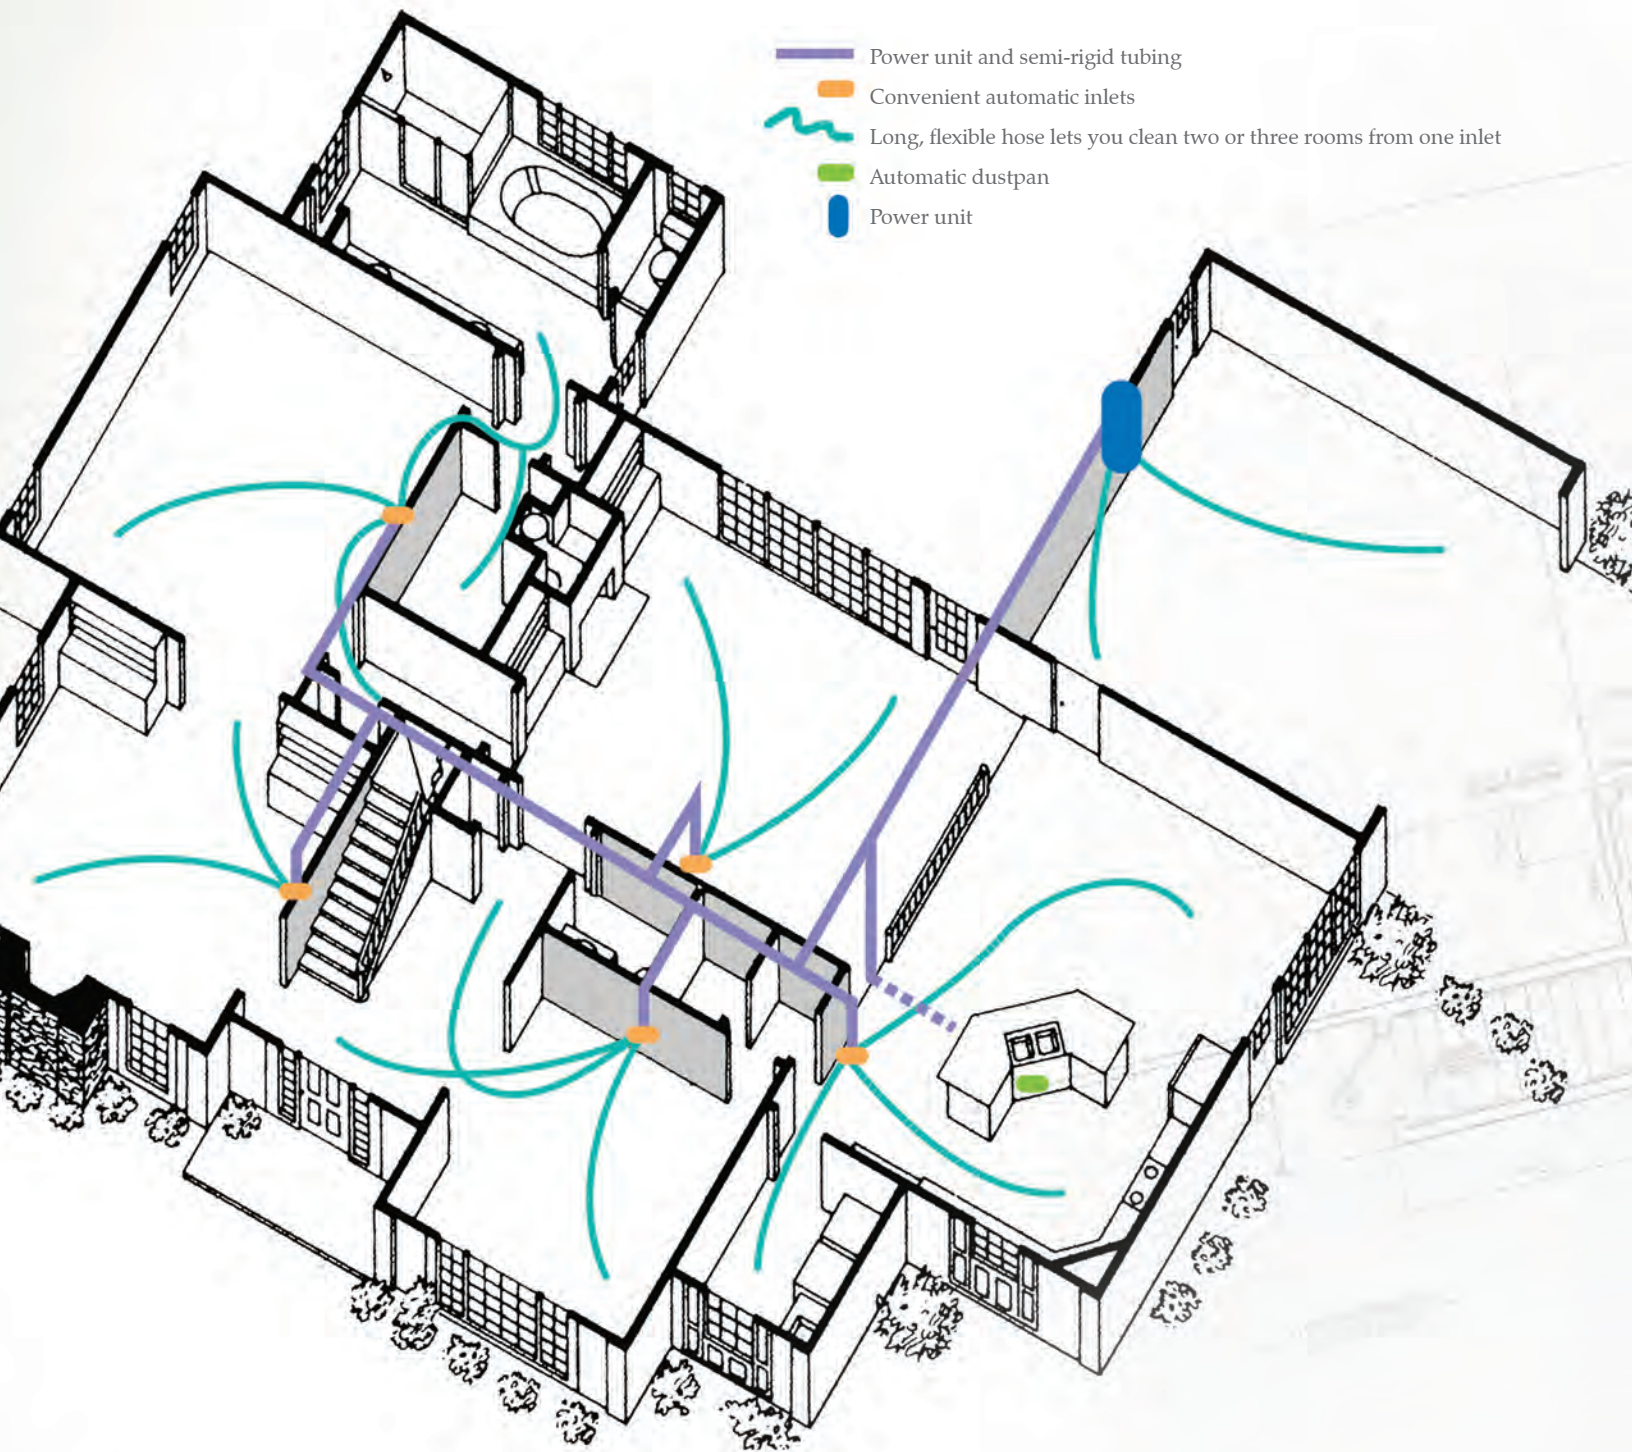 Power unit and semi-rigid tubing
Convenient automatic inlets
Long, flexible hose lets you clean two or three rooms from one inlet
Automatic dustpan
Power unit